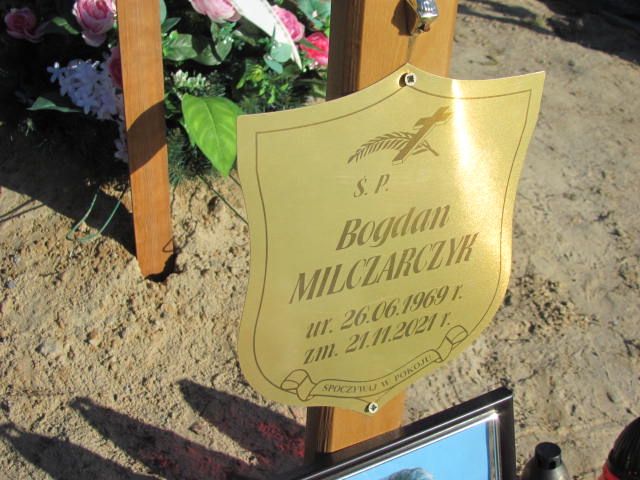 Ś. P.
Bogdan
MILCZARCZYK
ur. 26.06.1969 r.
zm. 21.11.2021 r.
SPOCZYWAJ W POKOJU